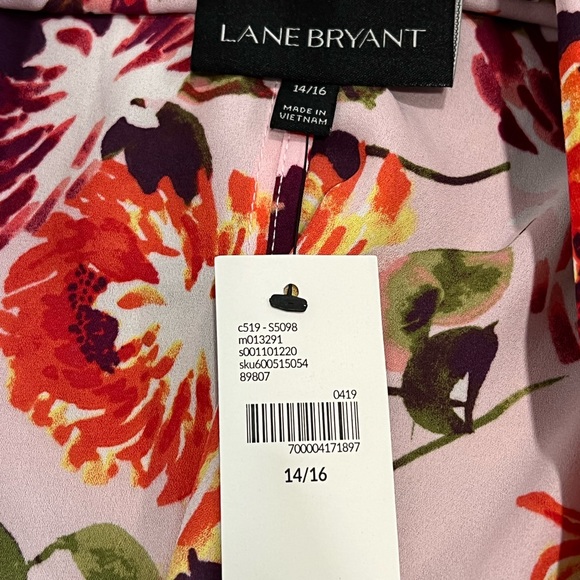 LANE BRYANT
14/16
MADE IN
VIETNAM
c519 - S5098
m013291
s001101220
sku600515054
89807
0419
700004171897
14/16